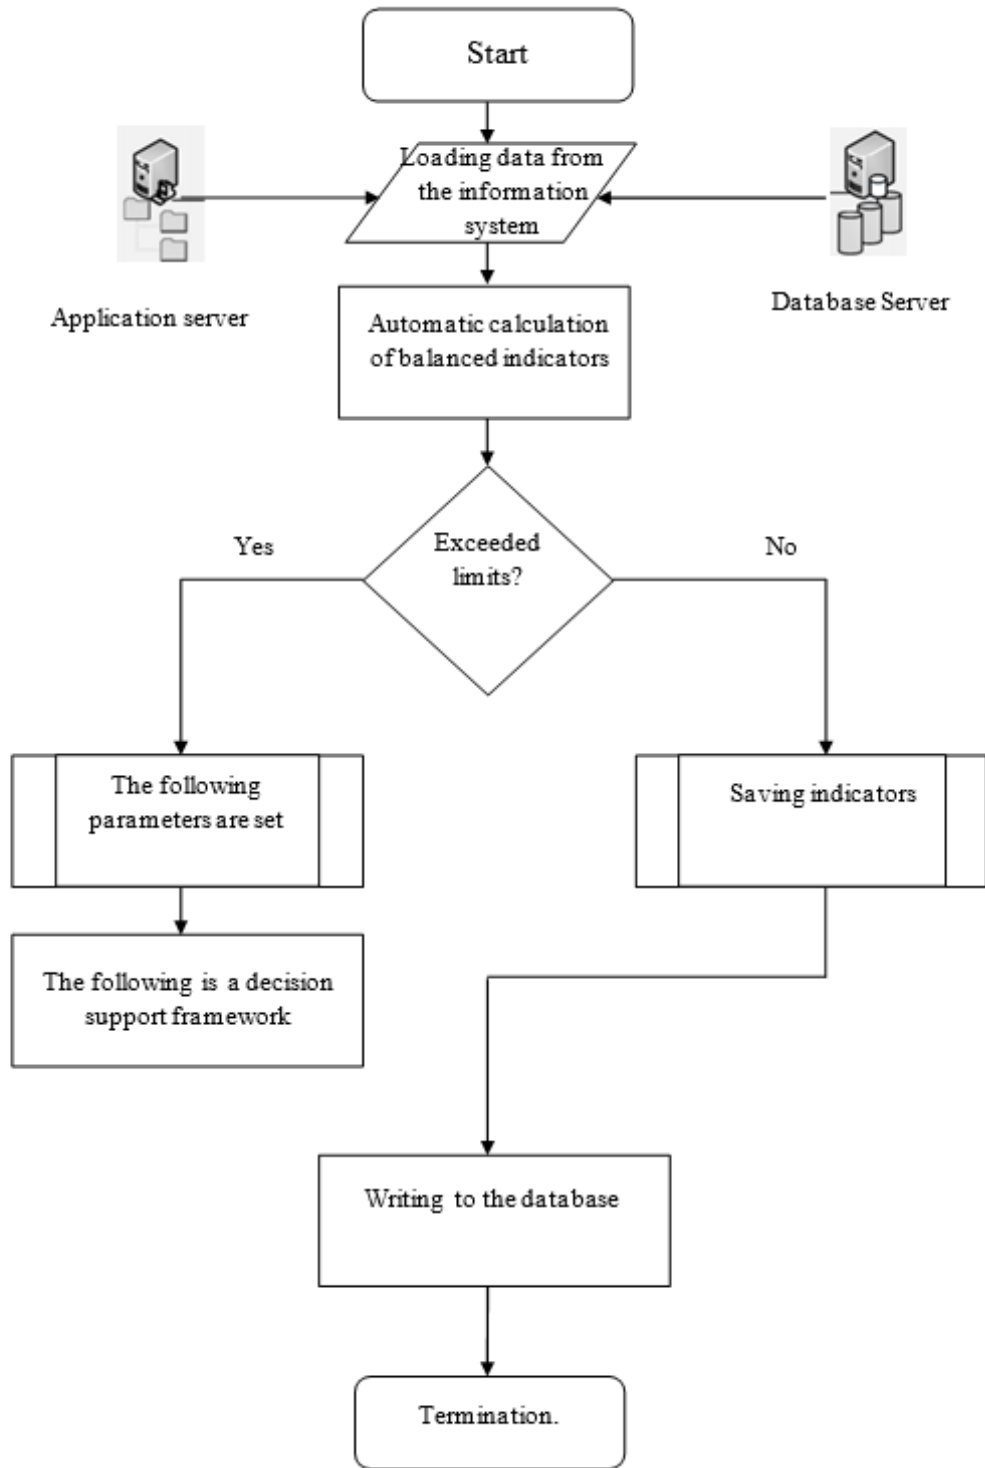 Start
Loading data from
the information
system
Application server
Database Server
Automatic calculation
of balanced indicators
Exceeded
limits?
Yes
No
The following
parameters are set
Saving indicators
The following is a decision
support framework
Writing to the database
Termination.